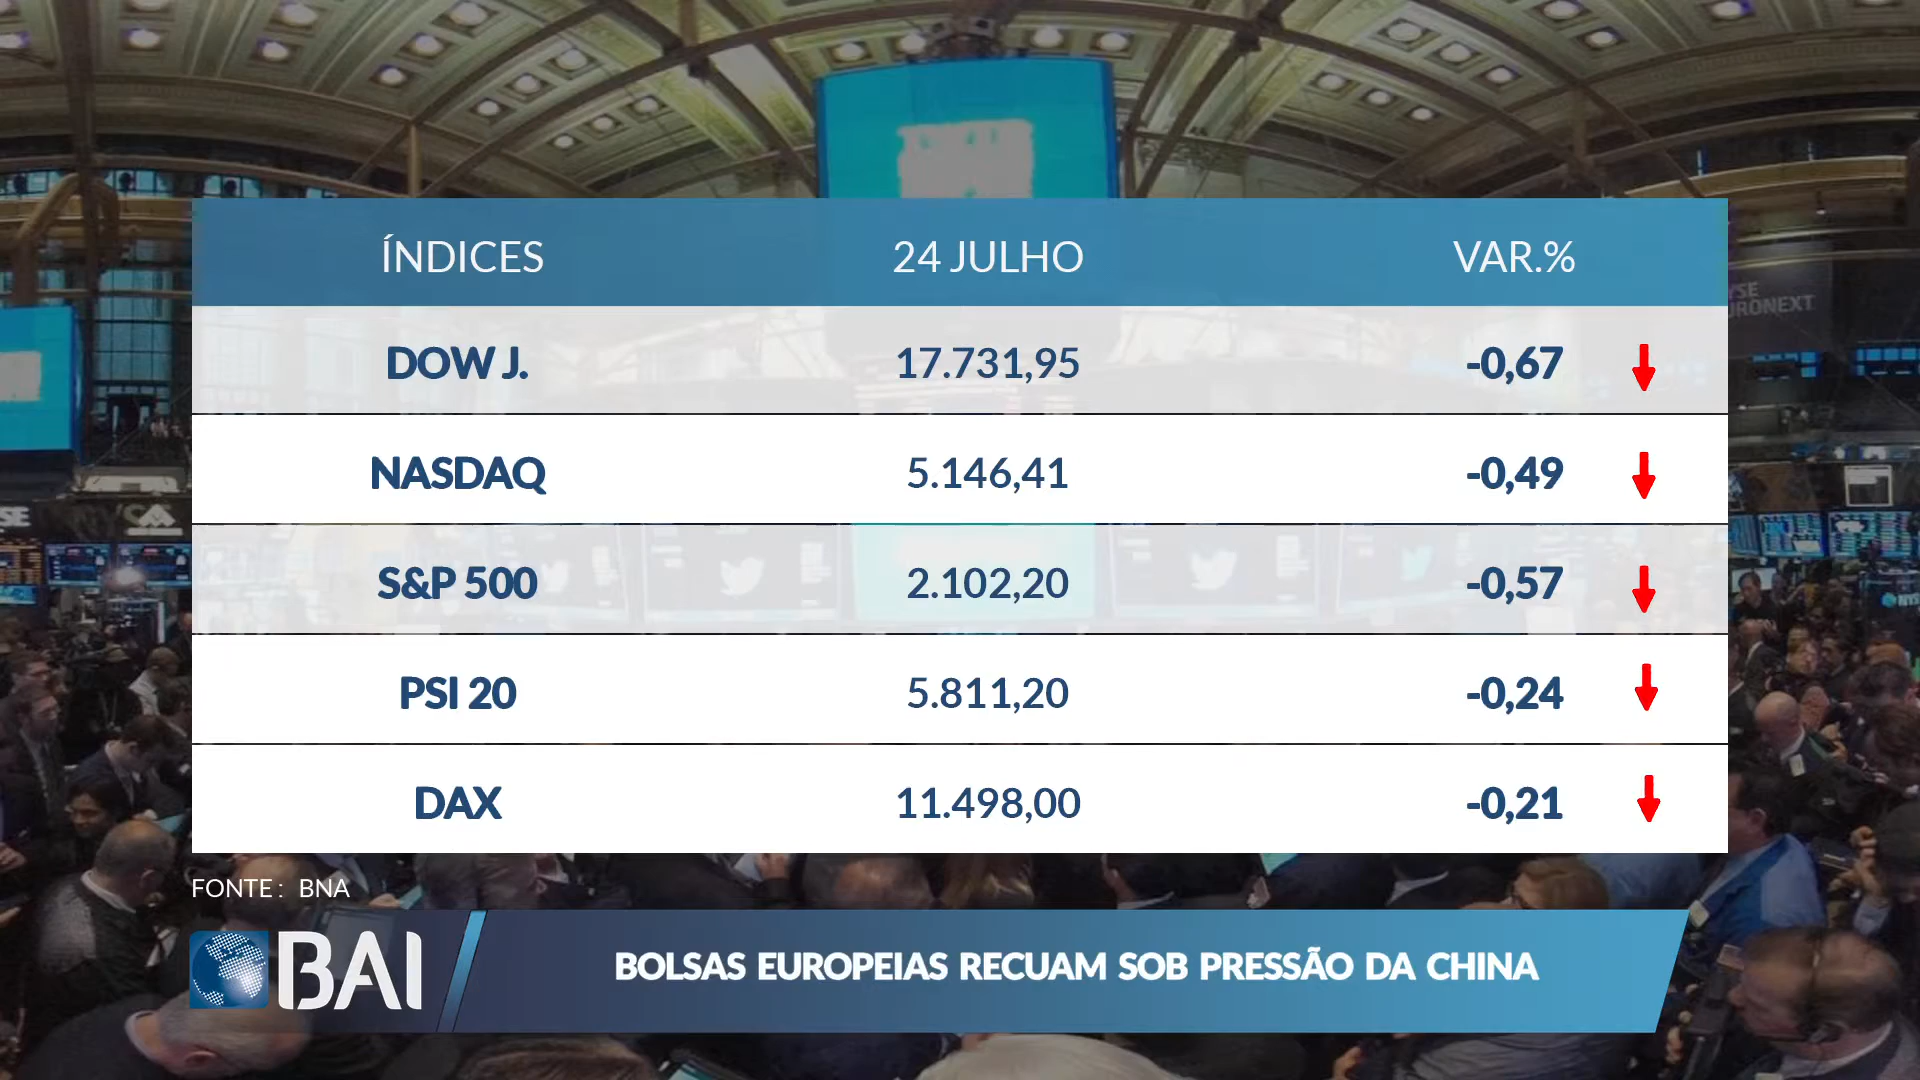 ÍNDICES 24 JULHO VAR.%
DOW J. 17.731,95 -0,67
NASDAQ 5.146,41 -0,49
S&P 500 2.102,20 -0,57
PSI 20 5.811,20 -0,24
DAX 11.498,00 -0,21
FONTE: BNA
BAI
BOLSAS EUROPEIAS RECUAM SOB PRESSÃO DA CHINA